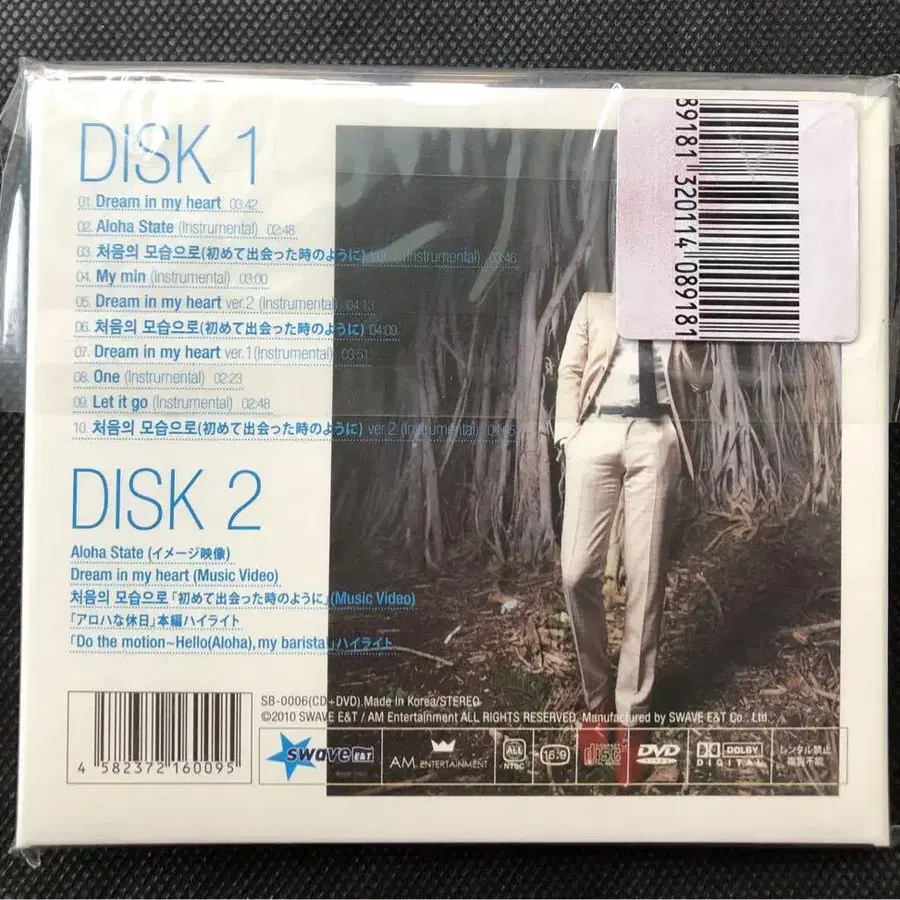 DISK 1
01. Dream in my heart 03:42
02. Aloha State (Instrumental) 02:48
03. 처음의 모습으로(初めて出会った時のように) ver.1 (Instrumental) 03:46
04. My min (Instrumental) 03:00
05. Dream in my heart ver.2 (Instrumental) 04:13
06. 처음의 모습으로(初めて出会った時のように) 04:09
07. Dream in my heart ver.1(Instrumental) 03:51
08. One (Instrumental) 02:23
09. Let it go (Instrumental) 02:48
10. 처음의 모습으로(初めて出会った時のように) ver.2 (Instrumental)
DISK 2
Aloha State (イメージ映像)
Dream in my heart (Music Video)
처음의 모습으로「初めて出会った時のように」(Music Video)
「アロハな休日」本編ハイライト
「Do the motion~Hello(Aloha), my barista!」ハイライト
SB-0006(CD+DVD) Made In Korea/STEREO
©2010 SWAVE E&T / AM Entertainment ALL RIGHTS RESERVED. Manufactured by SWAVE E&T Co., Ltd.
4 582372 160095
swave E&T
AM ENTERTAINMENT
ALL
NTSC
16:9
disc
DVD
VIDEO
DOLBY
DIGITAL
レンタル禁止
複製不能
89181 320114 089181